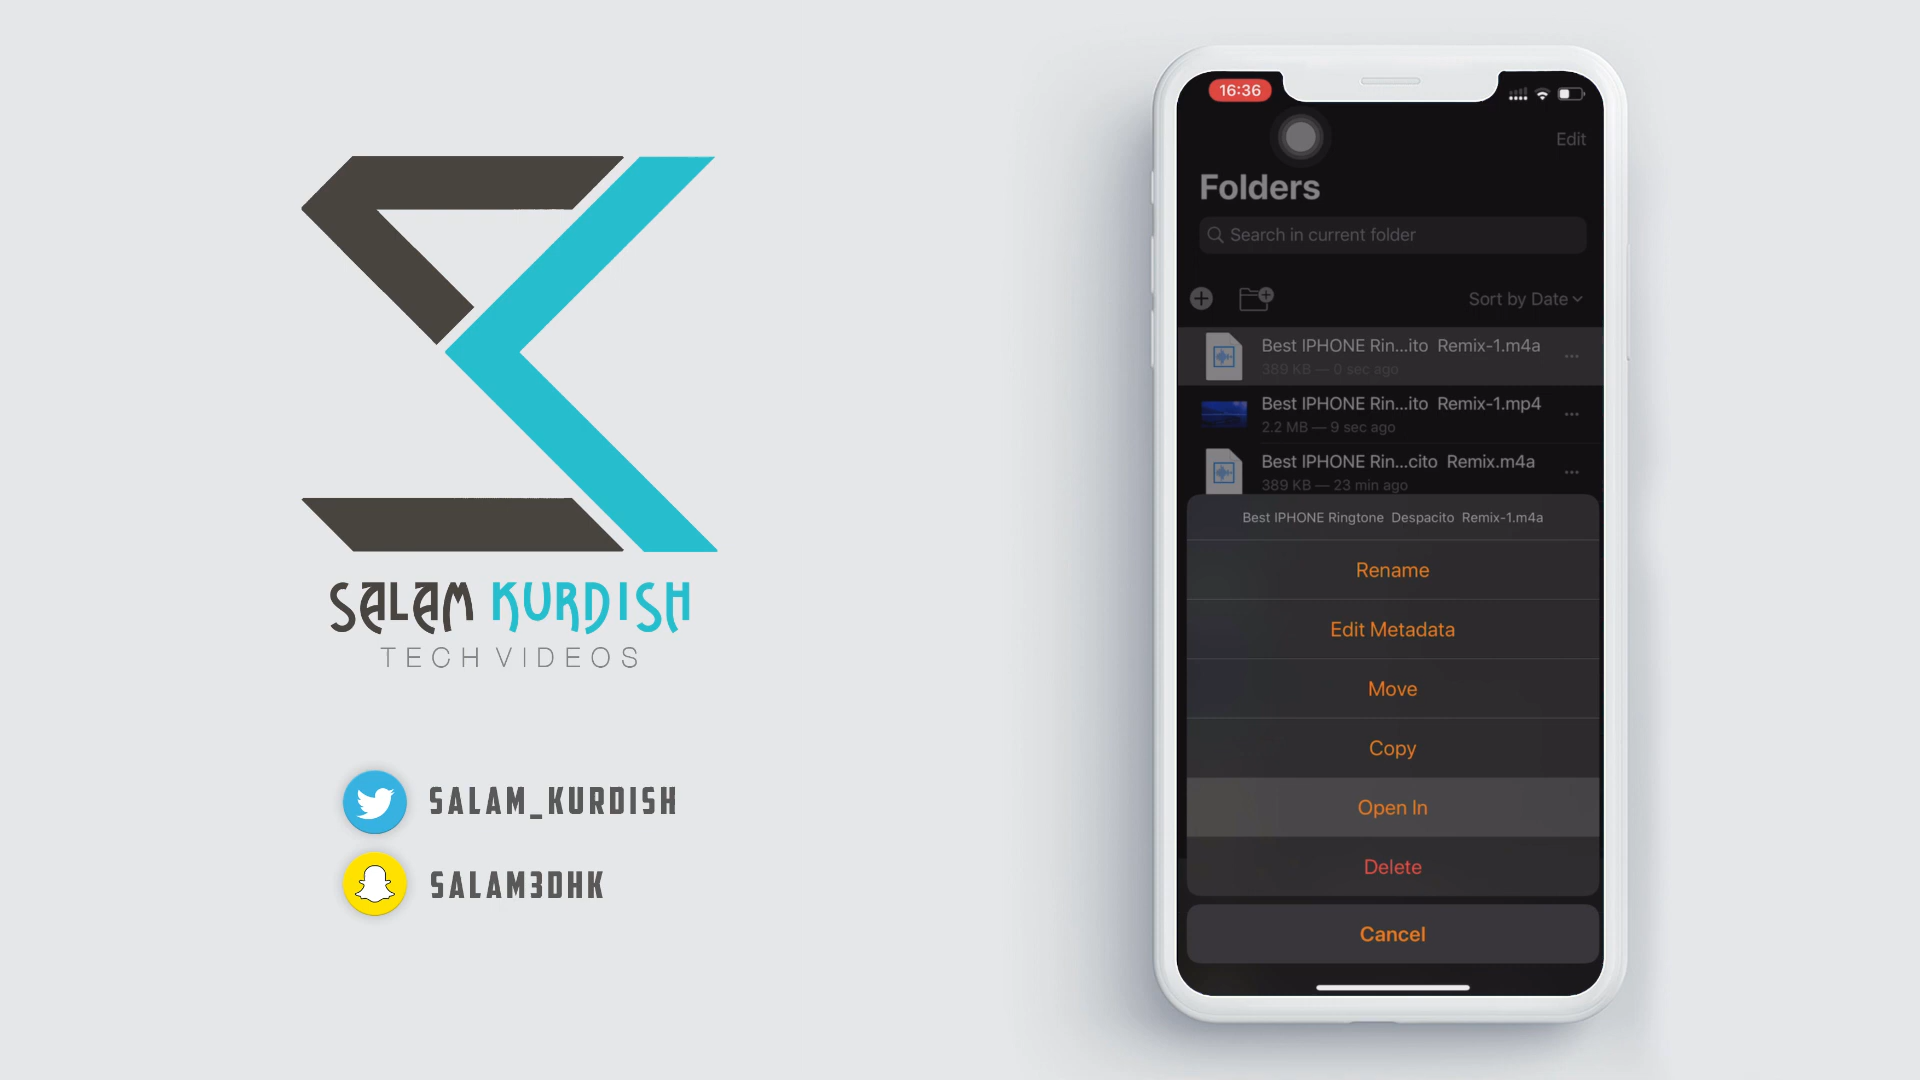 SALAM KURDISH
TECH VIDEOS
SALAM_KURDISH
SALAM3DHK
16:36
Edit
Folders
Search in current folder
Sort by Date
Best IPHONE Rin...ito Remix-1.m4a
389 KB — 0 sec ago
Best IPHONE Rin...ito Remix-1.mp4
2.2 MB — 9 sec ago
Best IPHONE Rin...cito Remix.m4a
389 KB — 23 min ago
Best IPHONE Ringtone Despacito Remix-1.m4a
Rename
Edit Metadata
Move
Copy
Open In
Delete
Cancel